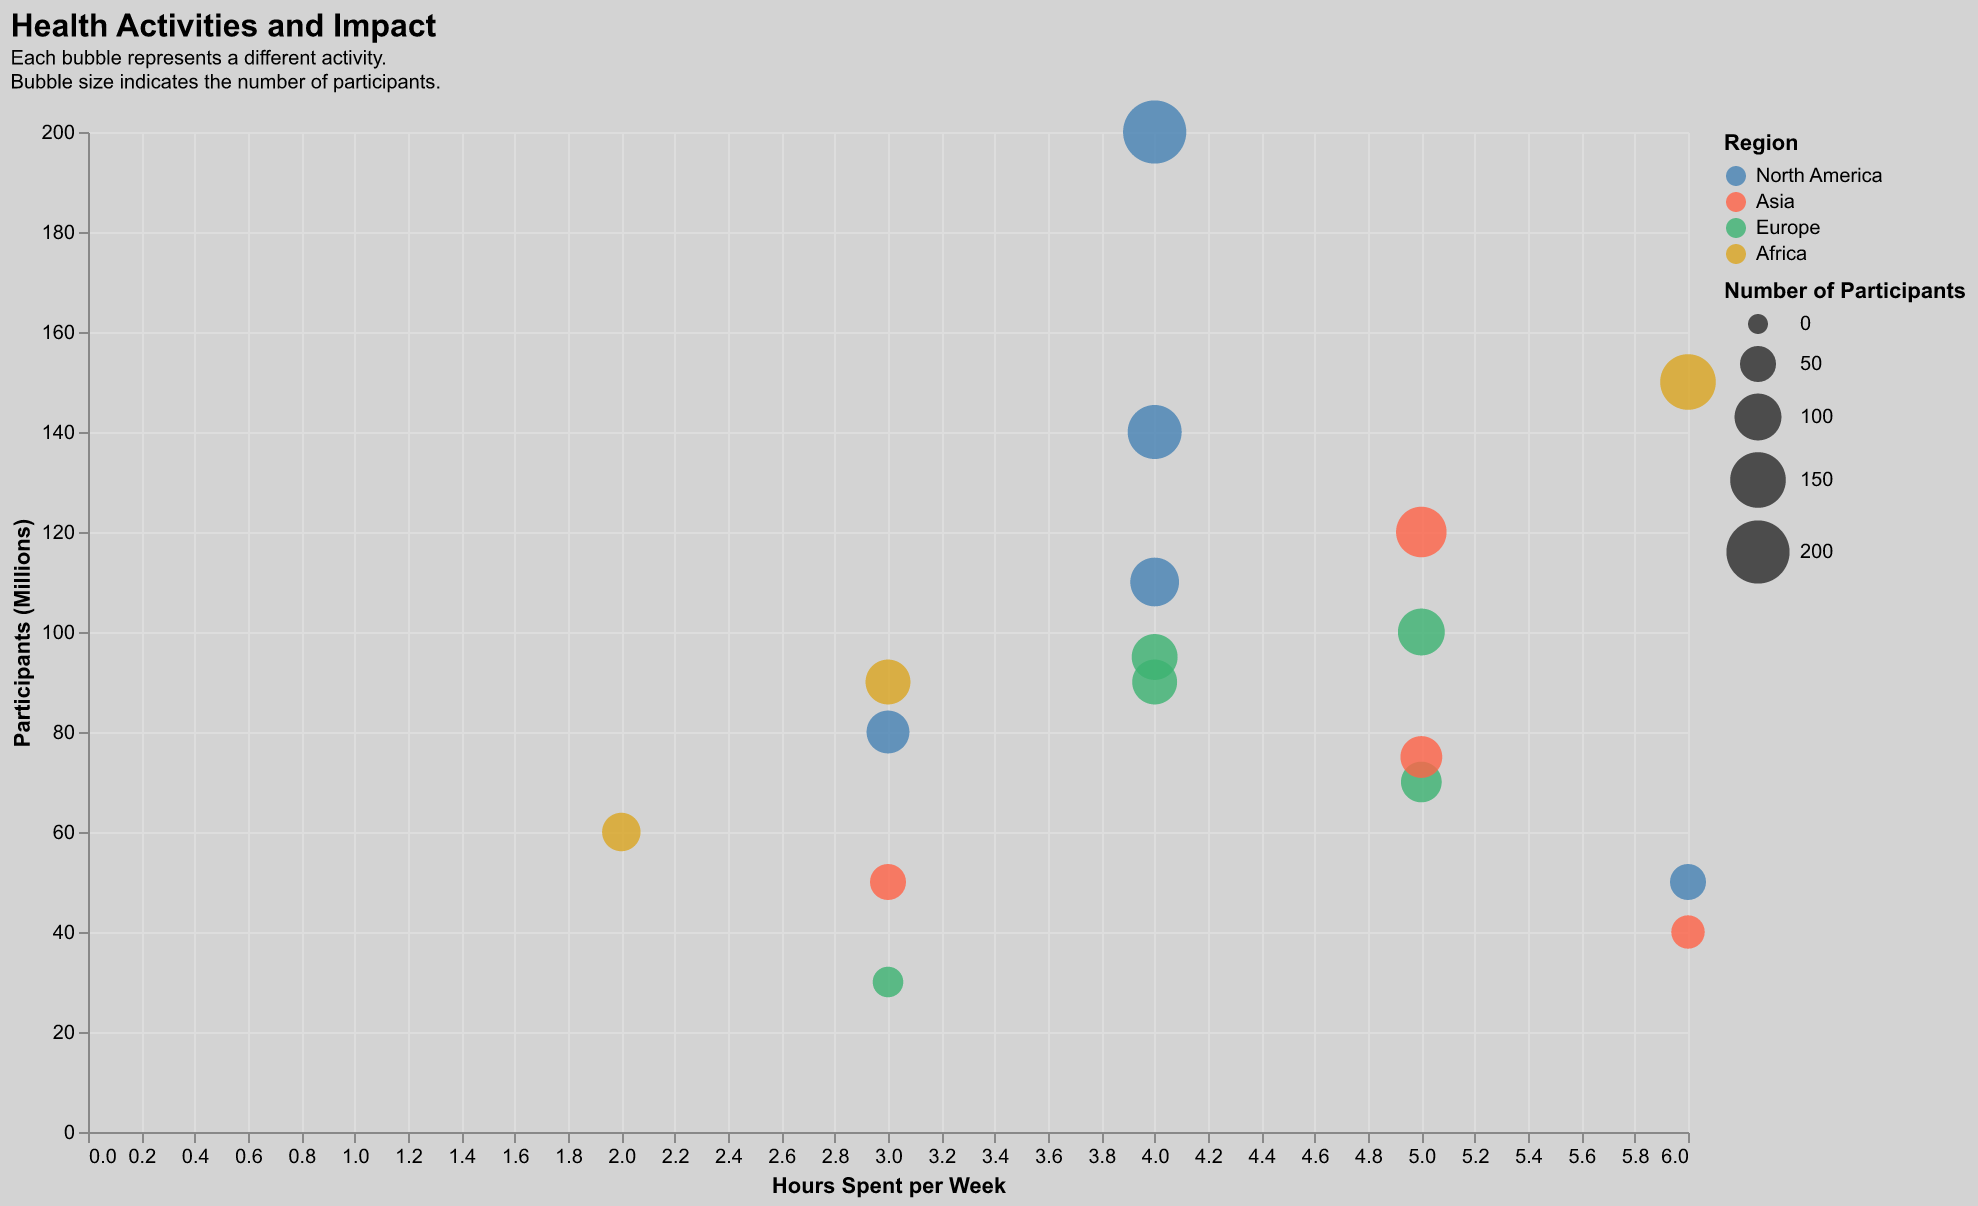 Health Activities and Impact
Each bubble represents a different activity.
Bubble size indicates the number of participants.
200
180
160
140
120
100
80
60
40
20
0
Participants (Millions)
0.0 0.2 0.4 0.6 0.8 1.0 1.2 1.4 1.6 1.8 2.0 2.2 2.4 2.6 2.8 3.0 3.2 3.4 3.6 3.8 4.0 4.2 4.4 4.6 4.8 5.0 5.2 5.4 5.6 5.8 6.0
Hours Spent per Week
Region
North America
Asia
Europe
Africa
Number of Participants
0
50
100
150
200